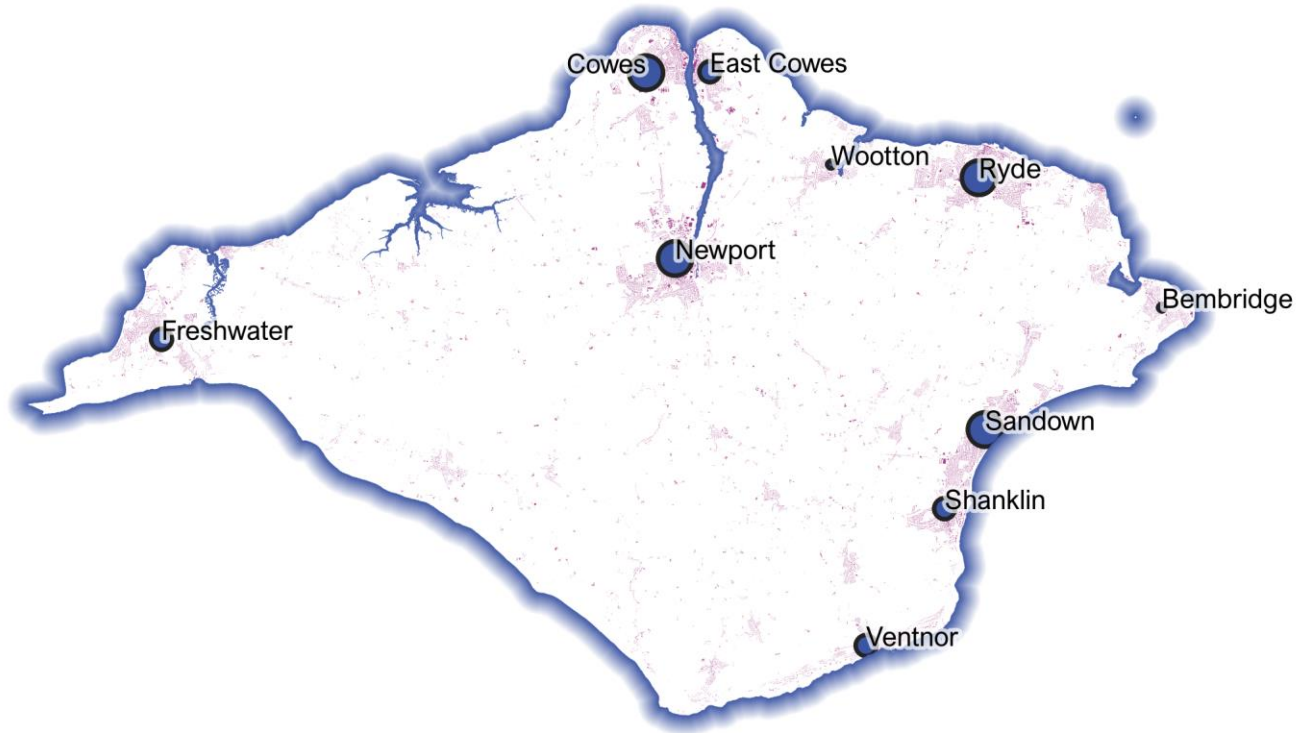 Cowes
East Cowes
Wootton
Ryde
Newport
Bembridge
Freshwater
Sandown
Shanklin
Ventnor